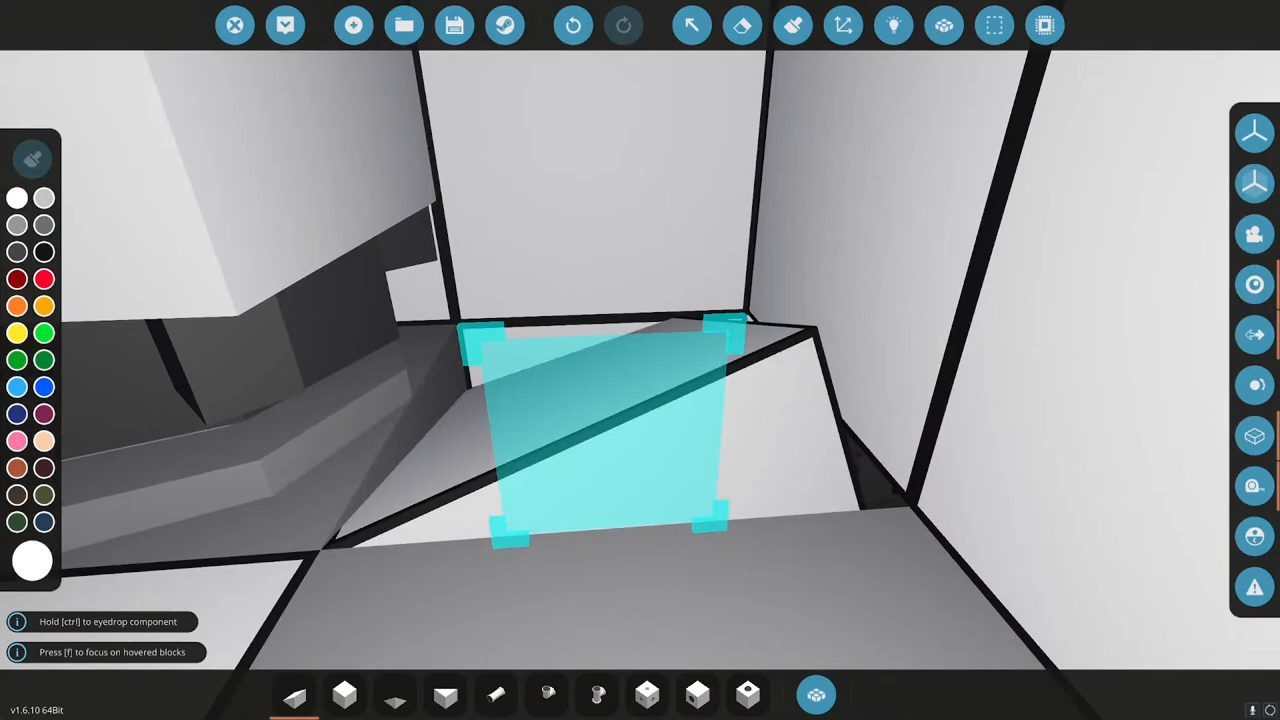 Hold [ctrl] to eyedrop component
Press [f] to focus on hovered blocks
v1.6.10 64Bit